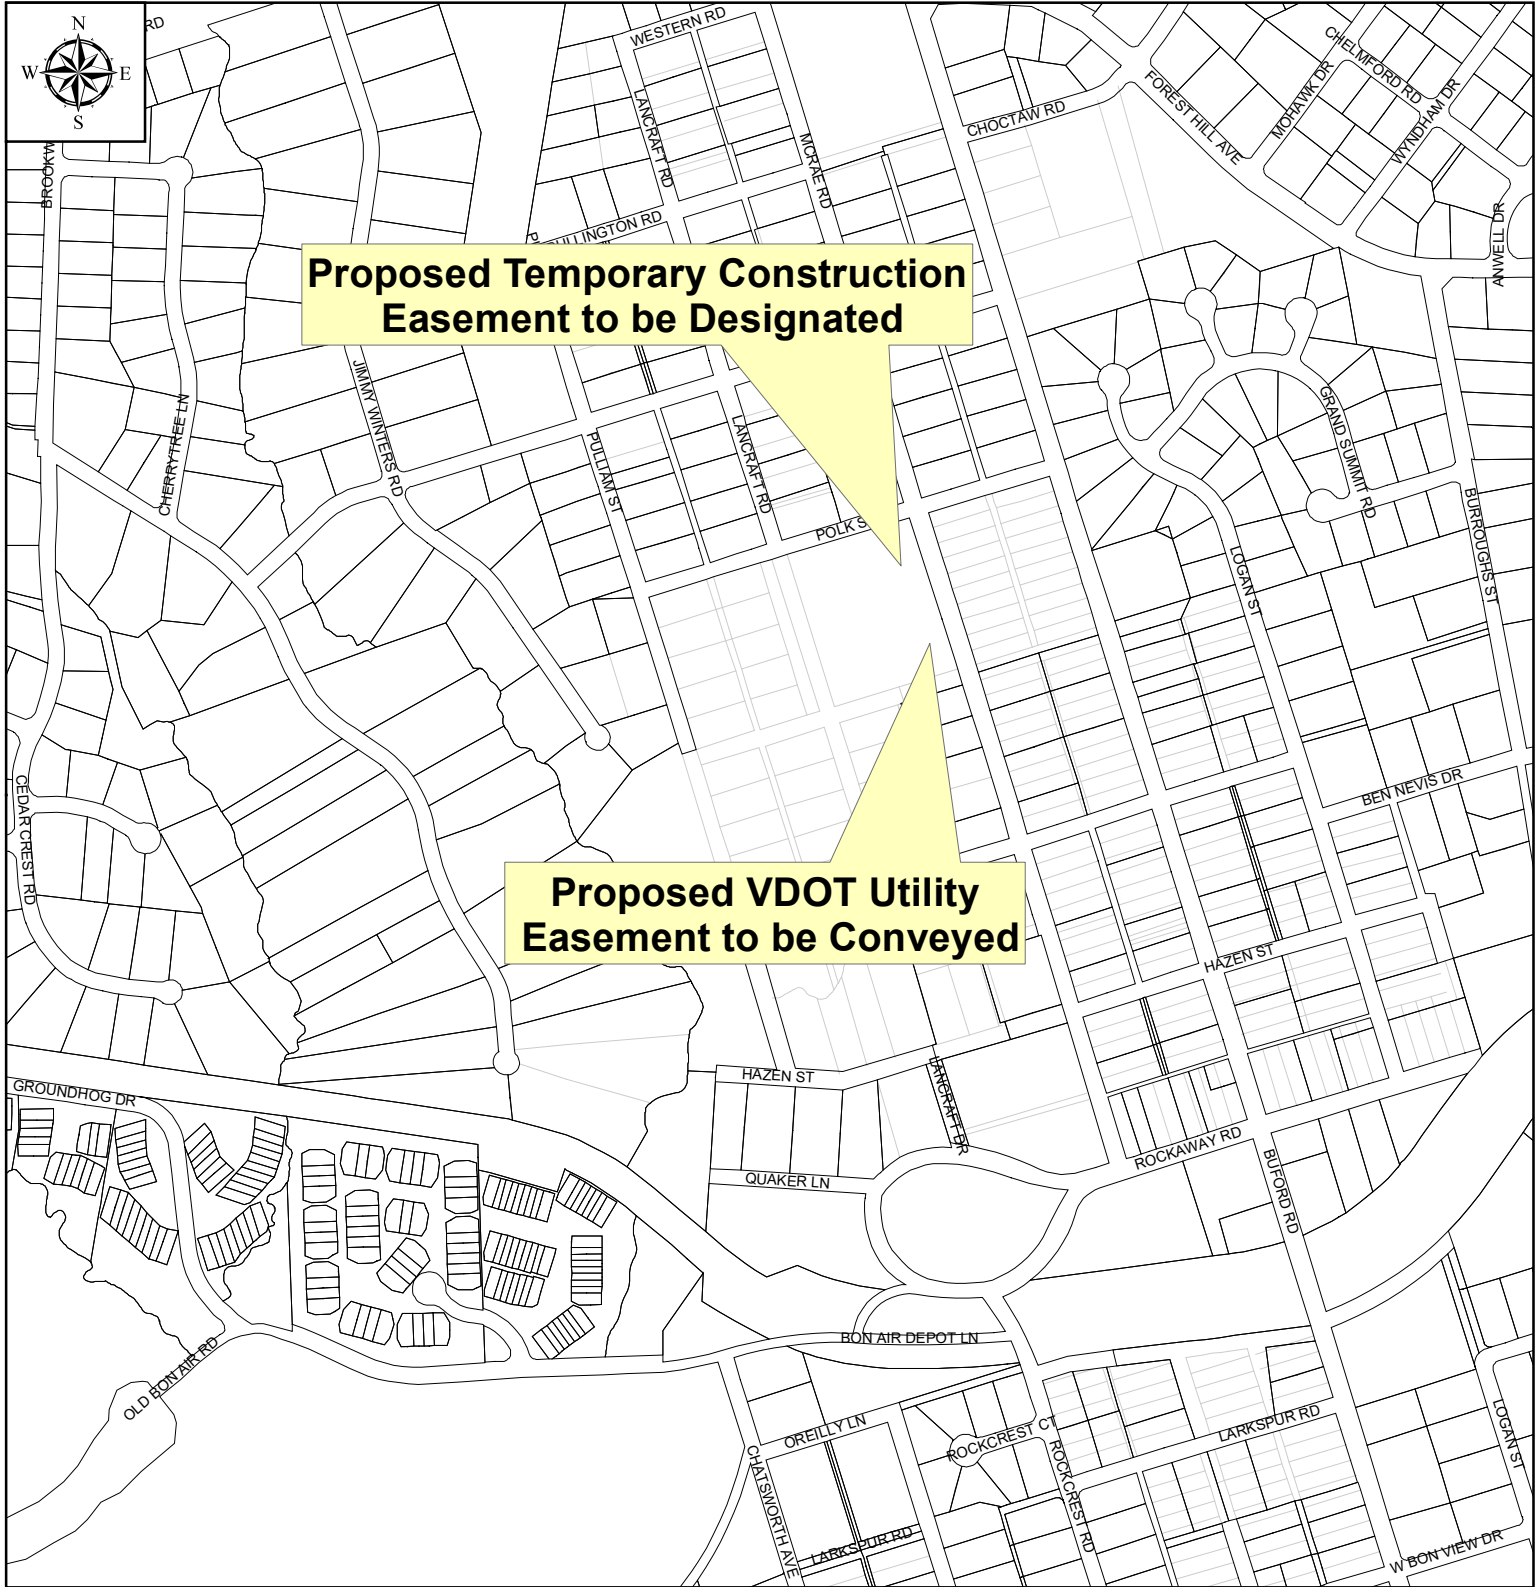 N
W
E
S
RD
WESTERN RD
LANCRAFT RD
MCRAE RD
CHOCTAW RD
FOREST HILL AVE
CHELMFORD RD
MOHAWK DR
WYNDHAM DR
ANWELL DR
BROOKW
BULLINGTON RD
Proposed Temporary Construction
Easement to be Designated
JIMMY WINTERS RD
CHERRYTREE LN
PULLIAM ST
LANCRAFT RD
POLK S
GRAND SUMMIT RD
BURROUGHS ST
LOGAN ST
BEN NEVIS DR
CEDAR CREST RD
Proposed VDOT Utility
Easement to be Conveyed
HAZEN ST
HAZEN ST
LANCRAFT DR
GROUNDHOG DR
ROCKAWAY RD
QUAKER LN
BUFORD RD
BON AIR DEPOT LN
OLD BON AIR RD
OREILLY LN
ROCKCREST CT
LARKSPUR RD
LOGAN ST
CHATSWORTH AVE
ROCKCREST RD
LARKSPUR RD
W BON VIEW DR